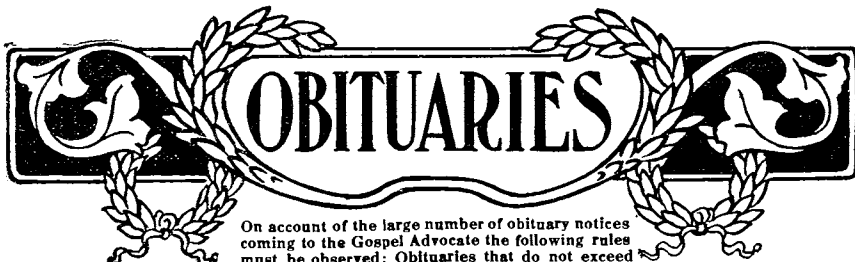 OBITUARIES
On account of the large number of obituary notices
coming to the Gospel Advocate the following rules
must be observed: Obituaries that do not exceed